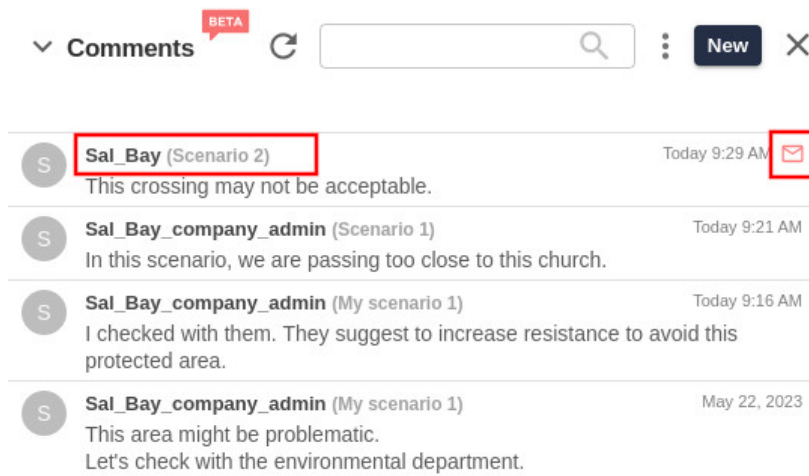 BETA
Comments
New
Sal_Bay (Scenario 2)
Today 9:29 AM
S
This crossing may not be acceptable.
Sal_Bay_company_admin (Scenario 1)
Today 9:21 AM
S
In this scenario, we are passing too close to this church.
Sal_Bay_company_admin (My scenario 1)
Today 9:16 AM
S
I checked with them. They suggest to increase resistance to avoid this
protected area.
Sal_Bay_company_admin (My scenario 1)
May 22, 2023
S
This area might be problematic.
Let's check with the environmental department.